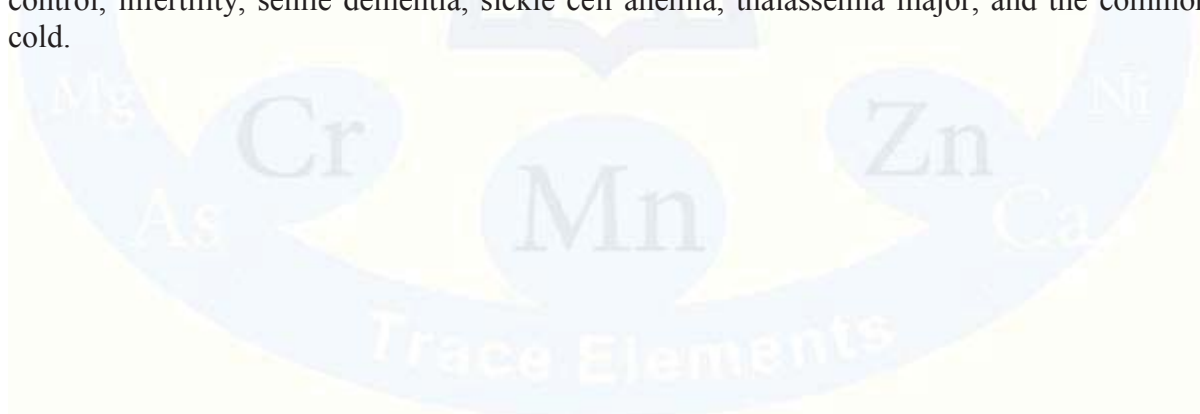 control, infertility, senile dementia, sickle cell anemia, thalassemia major, and the common
cold.
Mg
Cr
Zn
Ni
Mn
As
Ca
Trace Elements